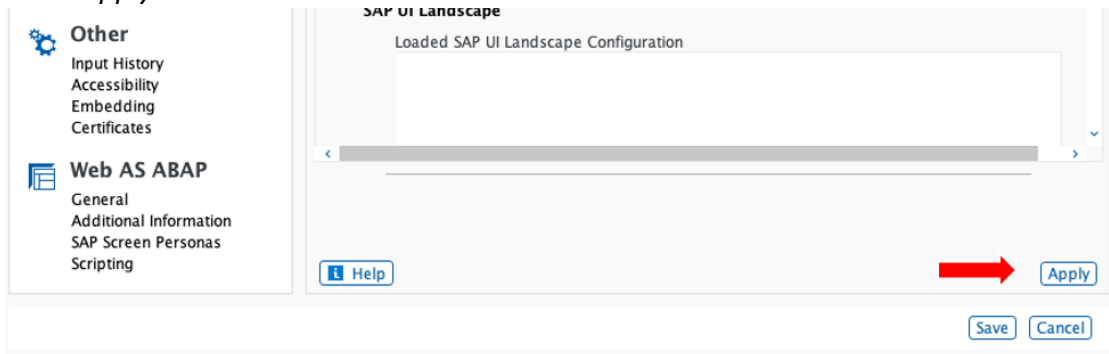 SAP UI Landscape
Other
Loaded SAP UI Landscape Configuration
Input History
Accessibility
Embedding
Certificates
Web AS ABAP
General
Additional Information
SAP Screen Personas
Scripting
Help
Apply
Save
Cancel